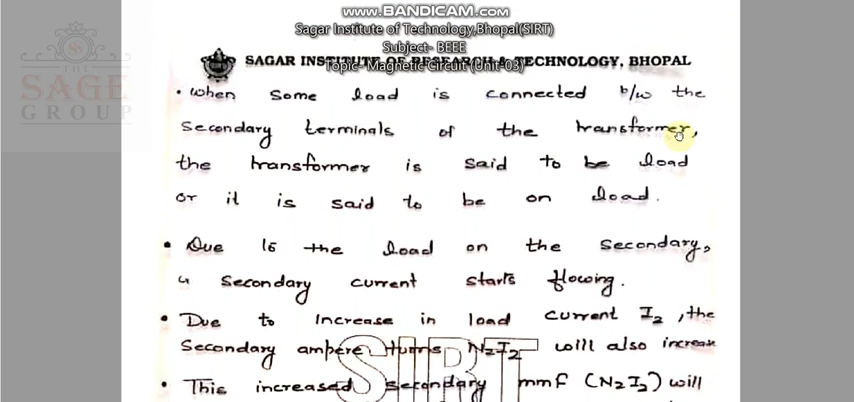 www.BANDICAM.com
Sagar Institute of Technology,Bhopal(SIRT)
Subject- BEEE
SAGAR INSTITUTE OF RESEARCH & TECHNOLOGY, BHOPAL
Topic- Magnetic Circuit (Unit-03)
THE
SAGE
GROUP
• When some load is connected b/w the
Secondary terminals of the transformer,
the transformer is said to be load
or it is said to be on load.
• Due to the load on the secondary,
a secondary current starts flowing.
• Due to increase in load current I₂, the
Secondary ampere turns N₂I₂ will also increase
• This increased secondary mmf (N₂I₂) will
SIRT